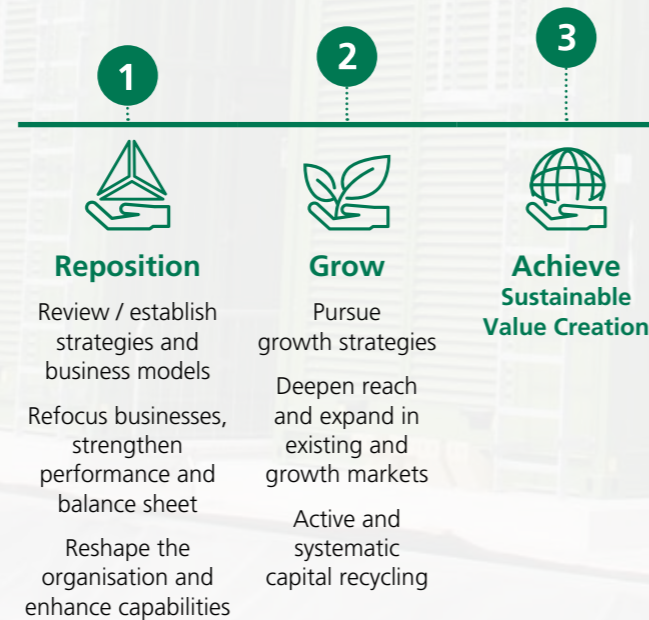 1
Reposition
Review / establish
strategies and
business models
Refocus businesses,
strengthen
performance and
balance sheet
Reshape the
organisation and
enhance capabilities
2
Grow
Pursue
growth strategies
Deepen reach
and expand in
existing and
growth markets
Active and
systematic
capital recycling
3
Achieve
Sustainable
Value Creation